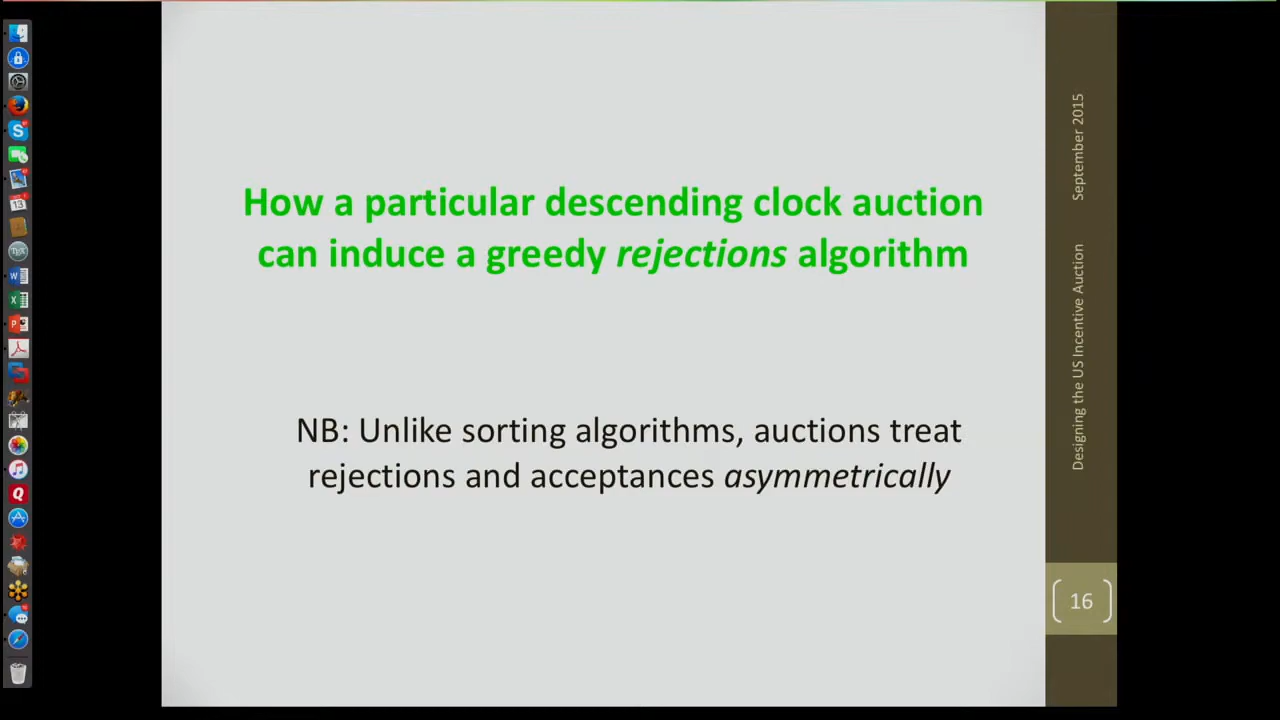 How a particular descending clock auction
can induce a greedy rejections algorithm
NB: Unlike sorting algorithms, auctions treat
rejections and acceptances asymmetrically
September 2015
Designing the US Incentive Auction
16